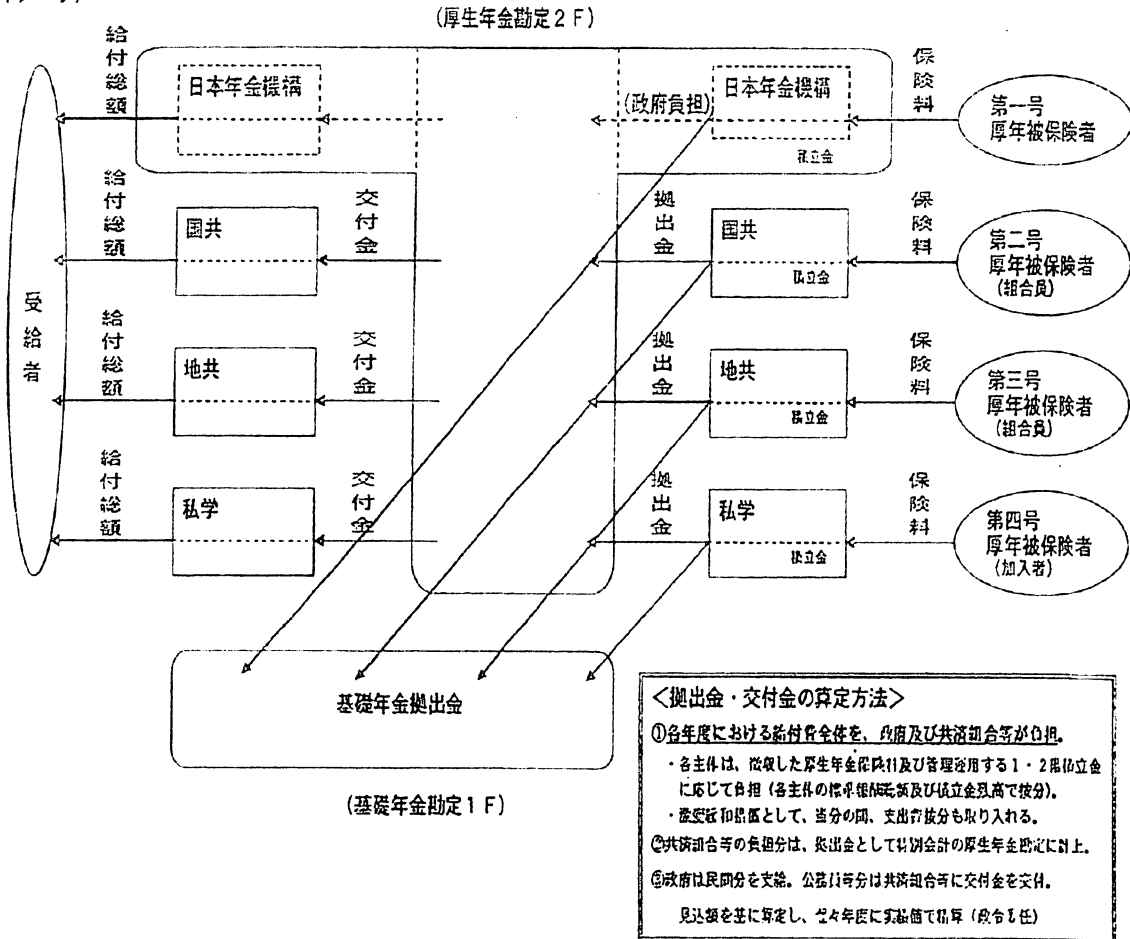 (厚生年金勘定2F)
給付総額
日本年金機構
(政府負担)
日本年金機構
積立金
保険料
第一号
厚年被保険者
受給者
給付総額
国共
交付金
拠出金
国共
積立金
保険料
第二号
厚年被保険者
(組合員)
給付総額
地共
交付金
拠出金
地共
積立金
保険料
第三号
厚年被保険者
(組合員)
給付総額
私学
交付金
拠出金
私学
積立金
保険料
第四号
厚年被保険者
(加入者)
基礎年金拠出金
(基礎年金勘定1F)
<拠出金・交付金の算定方法>
①各年度における給付費全体を、政府及び共済組合等が負担。
・各主体は、徴収した厚生年金保険料及び管理運用する1・2階積立金
に応じて負担(各主体の標準報酬総額及び積立金残高で按分)。
・激変緩和措置として、当分の間、支出費按分も取り入れる。
②共済組合等の負担分は、拠出金として特別会計の厚生年金勘定に計上。
③政府は民間分を支給。公務員等分は共済組合等に交付金を交付。
見込額を基に算定し、翌々年度に実績値で精算(政令委任)